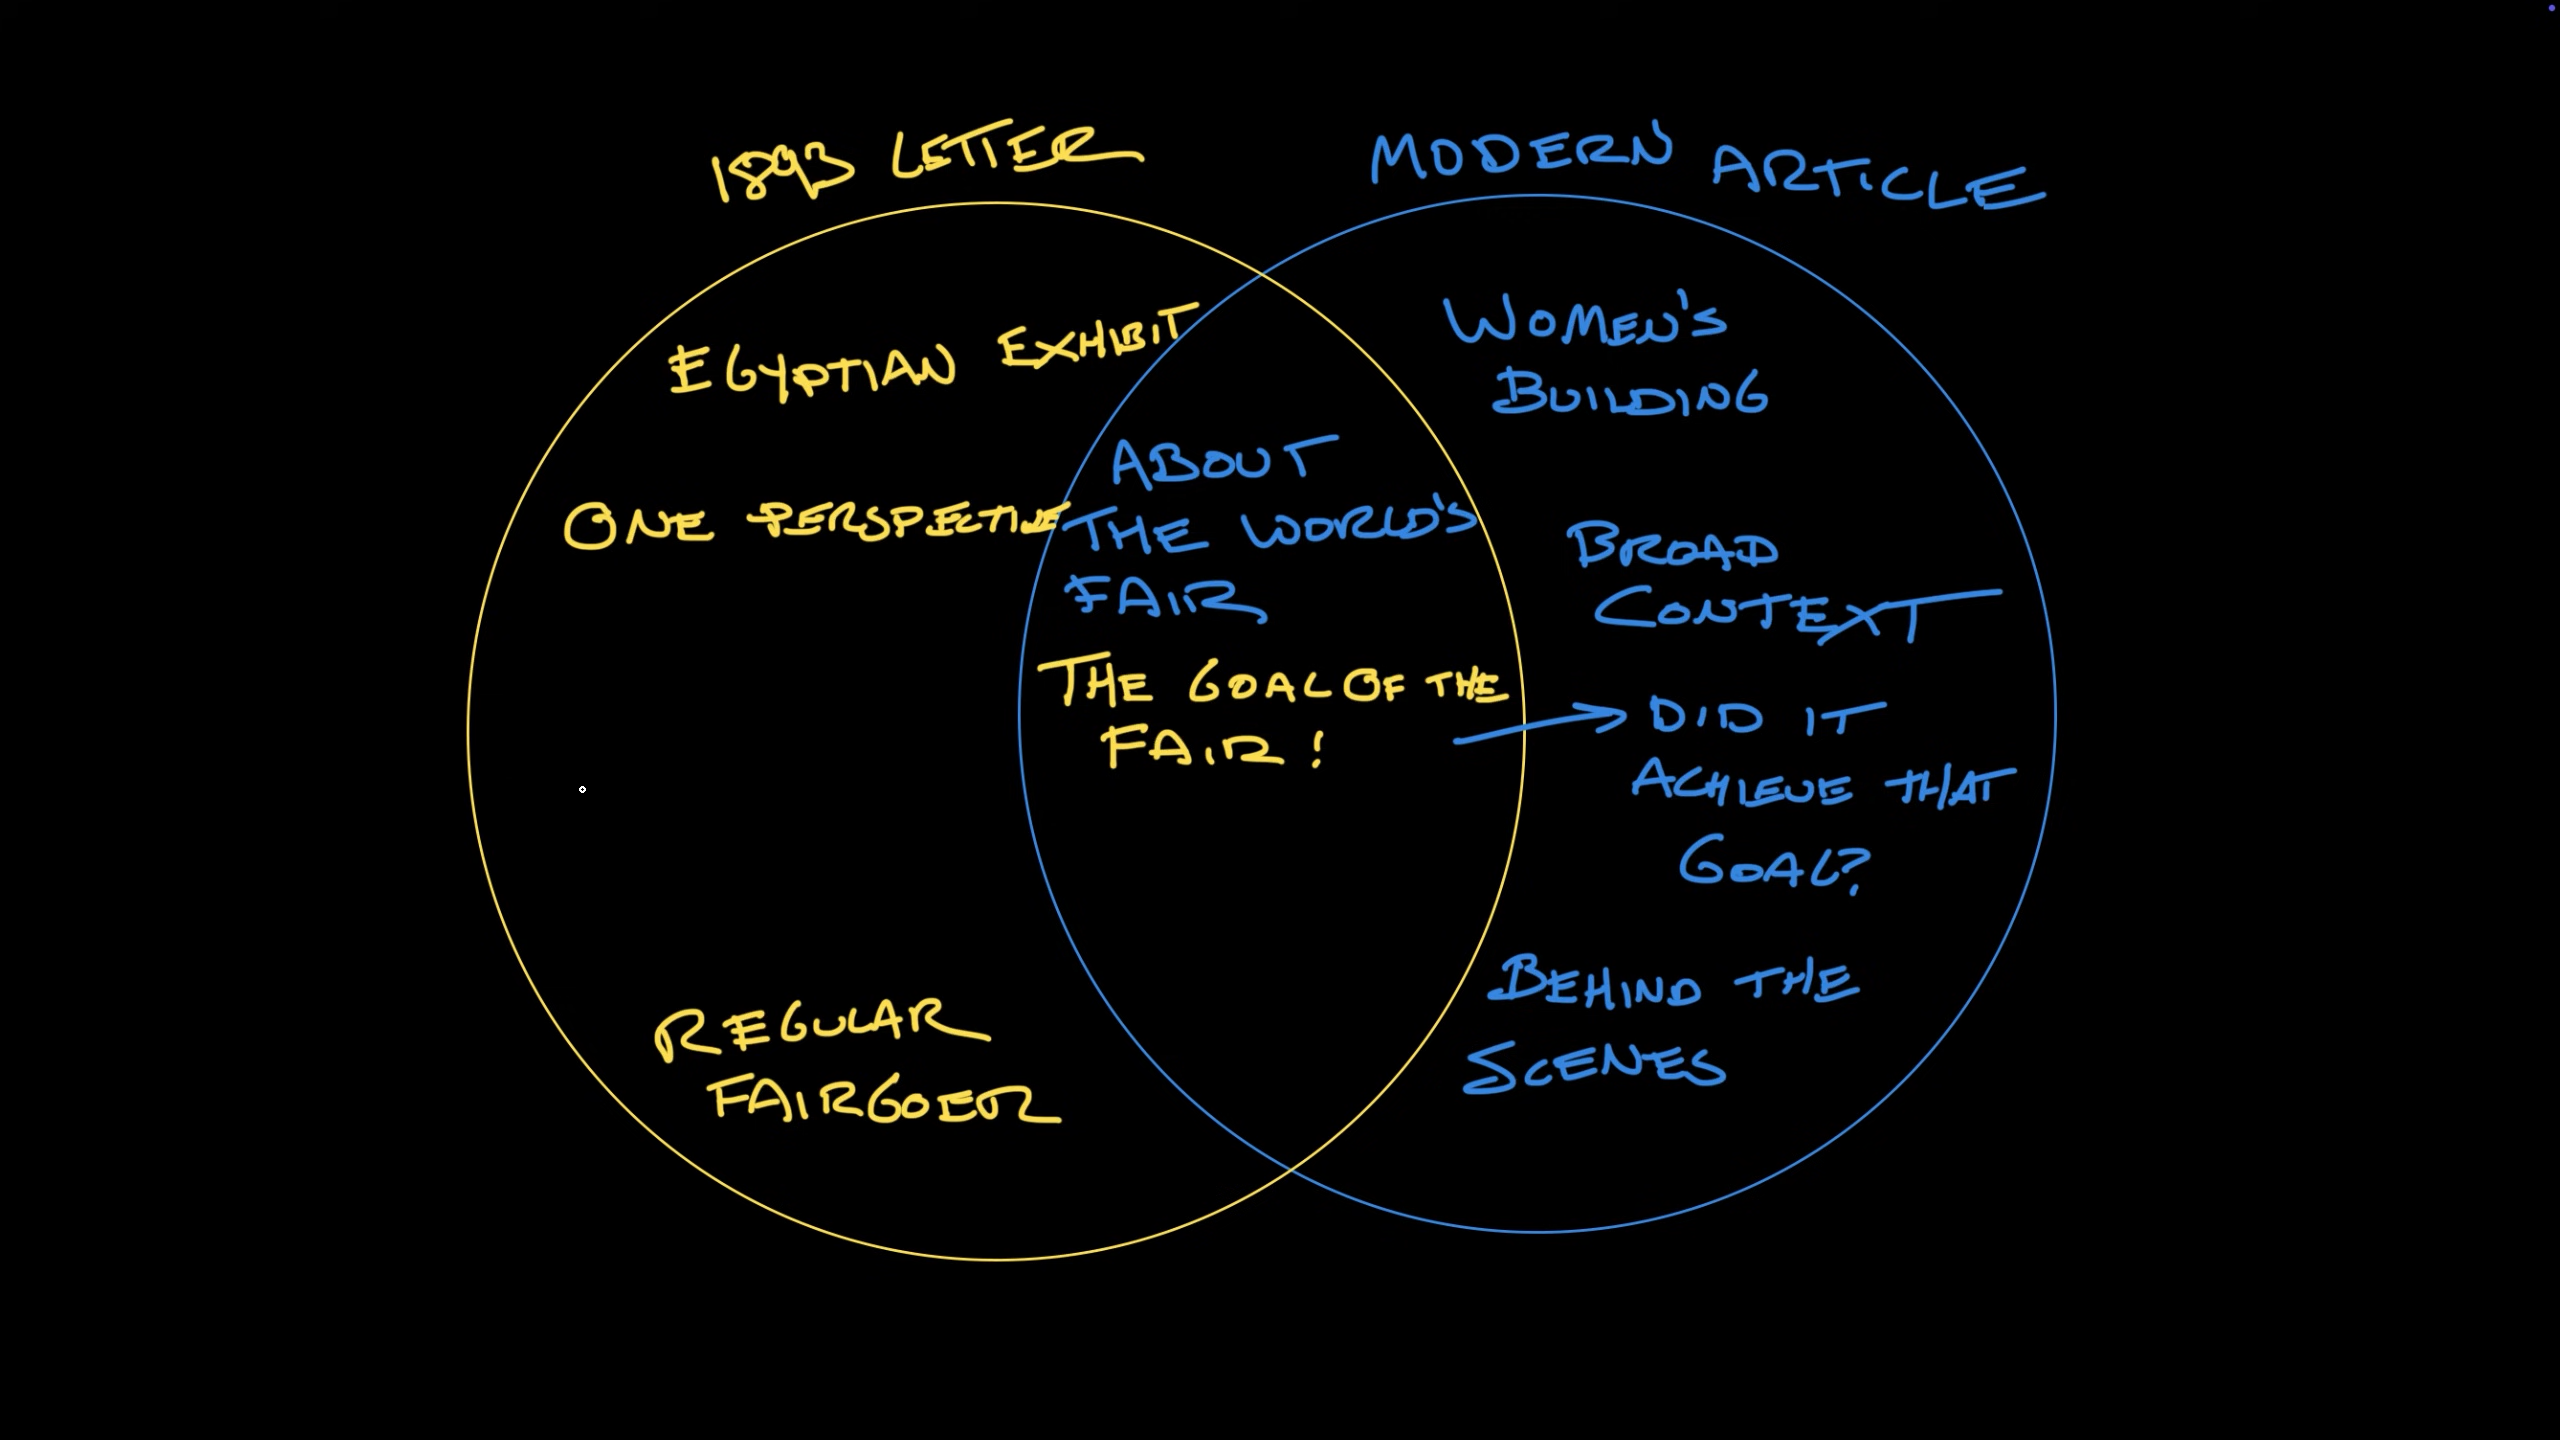 1893 LETTER
MODERN ARTICLE
EGYPTIAN EXHIBIT
ONE PERSPECTIVE
REGULAR
FAIRGOER
ABOUT
THE WORLD'S
FAIR
THE GOAL OF THE
FAIR!
WOMEN'S
BUILDING
BROAD
CONTEXT
DID IT
ACHIEVE THAT
GOAL?
BEHIND THE
SCENES